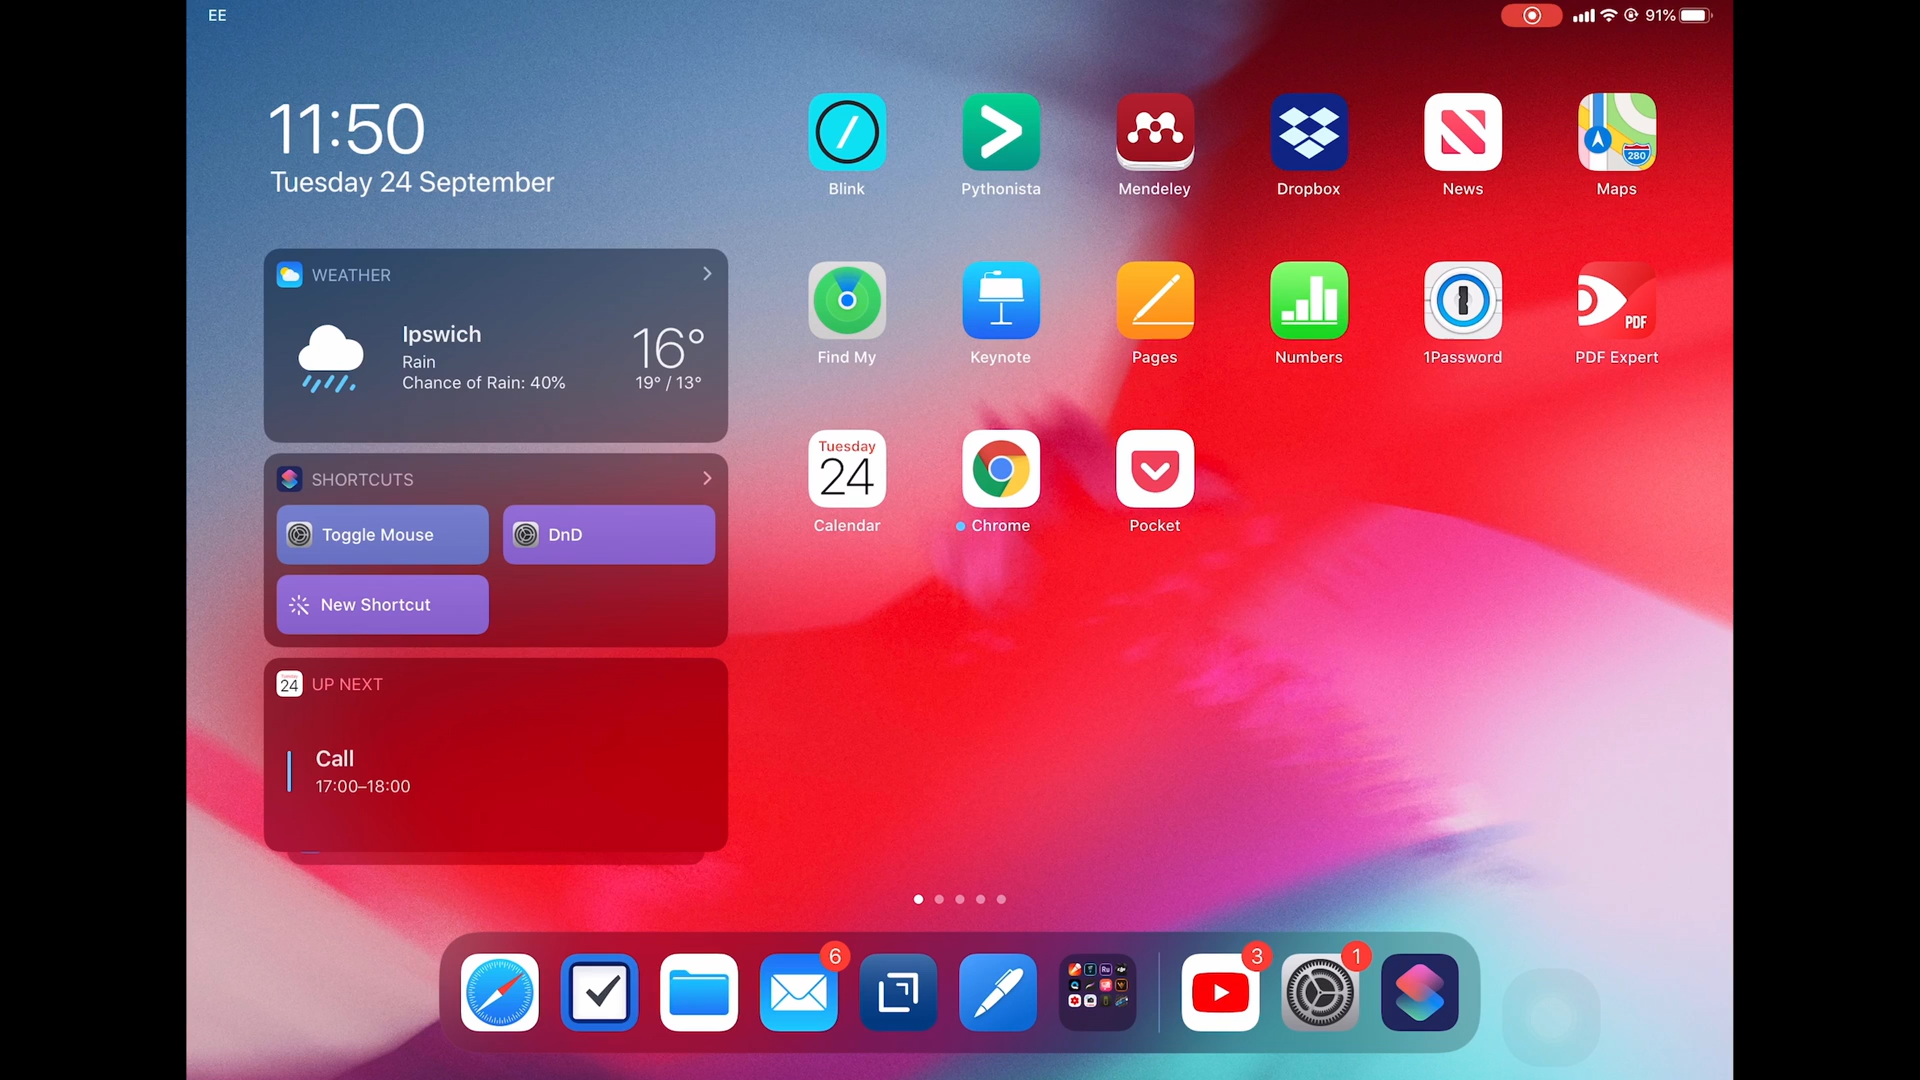 EE
91%
11:50
Tuesday 24 September
WEATHER
Ipswich
Rain
Chance of Rain: 40%
16°
19° / 13°
SHORTCUTS
Toggle Mouse
DnD
New Shortcut
24
UP NEXT
Call
17:00–18:00
Blink
Pythonista
Mendeley
Dropbox
News
280
Maps
Find My
Keynote
Pages
Numbers
1Password
PDF
PDF Expert
Tuesday
24
Calendar
Chrome
Pocket
6
3
1